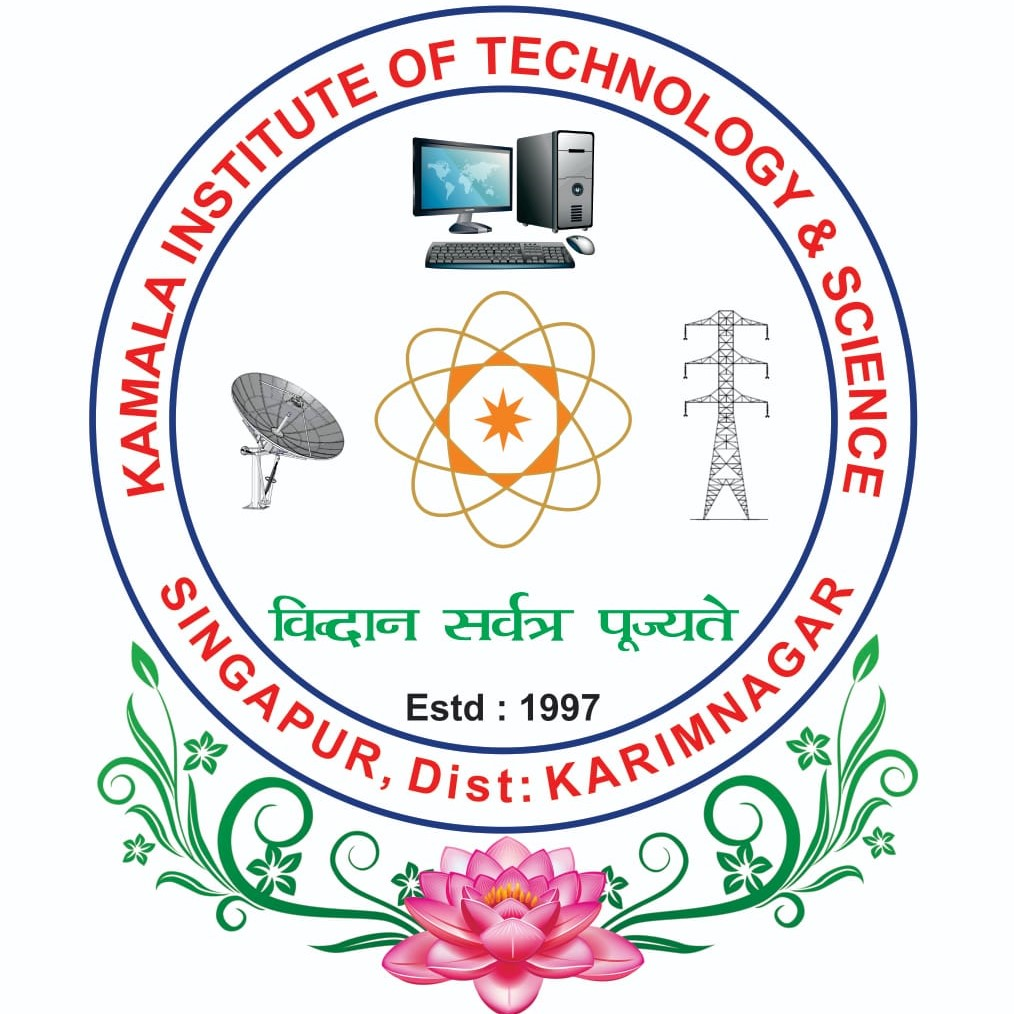 KAMALA INSTITUTE OF TECHNOLOGY & SCIENCE
विन्दान सर्वत्र पूज्यते
Estd : 1997
SINGAPUR, Dist: KARIMNAGAR